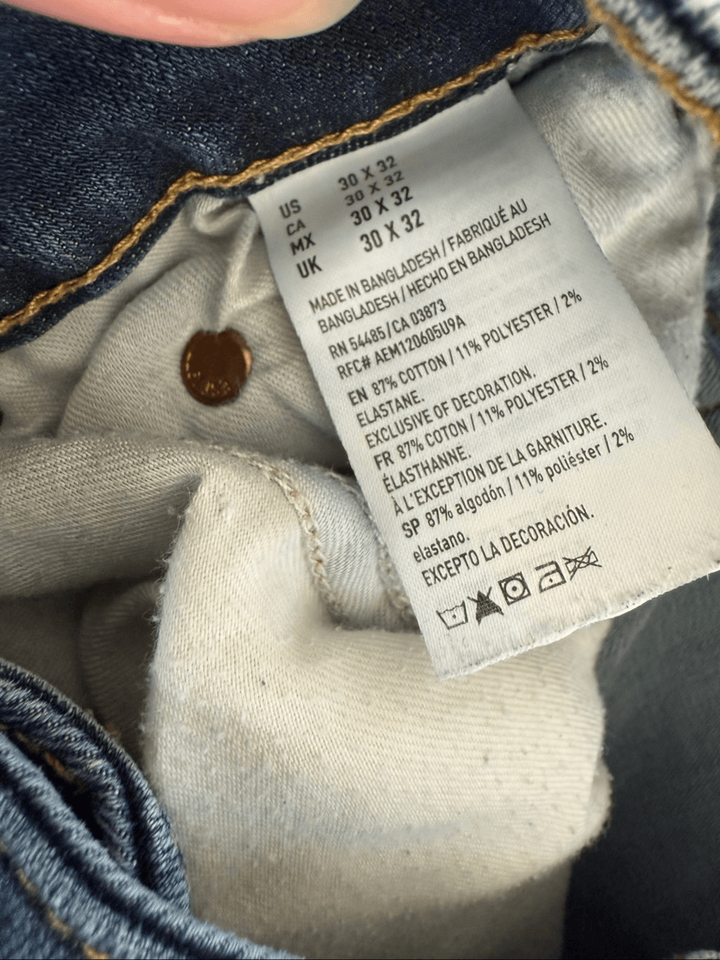 US 30 X 32
CA 30 X 32
MX 30 X 32
UK 30 X 32
MADE IN BANGLADESH / FABRIQUÉ AU
BANGLADESH / HECHO EN BANGLADESH
RN 54485/CA 03873
RFC# AEM120605U9A
EN 87% COTTON / 11% POLYESTER / 2%
ELASTANE.
EXCLUSIVE OF DECORATION.
FR 87% COTON / 11% POLYESTER / 2%
ÉLASTHANNE.
À L'EXCEPTION DE LA GARNITURE.
SP 87% algodón / 11% poliéster / 2%
elastano.
EXCEPTO LA DECORACIÓN.